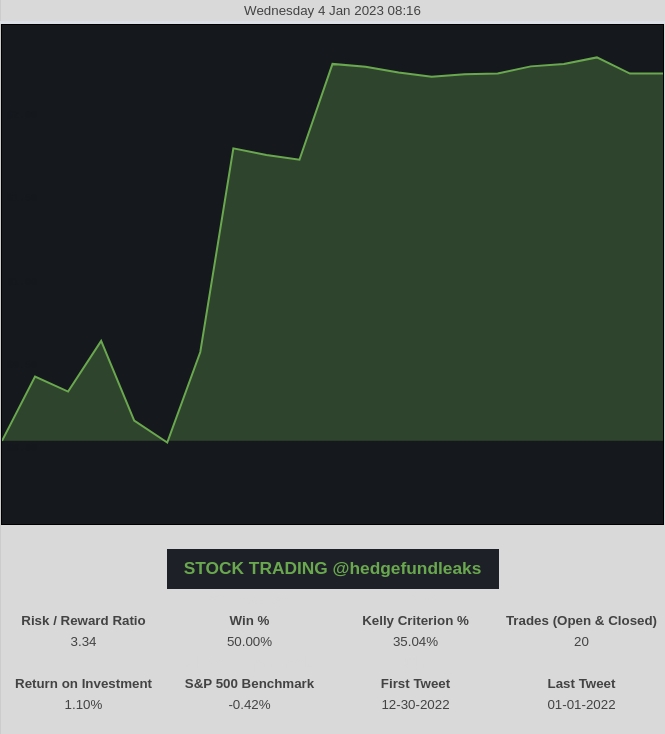 Wednesday 4 Jan 2023 08:16
STOCK TRADING @hedgefundleaks
Risk / Reward Ratio Win % Kelly Criterion % Trades (Open & Closed)
3.34 50.00% 35.04% 20
Return on Investment S&P 500 Benchmark First Tweet Last Tweet
1.10% -0.42% 12-30-2022 01-01-2022